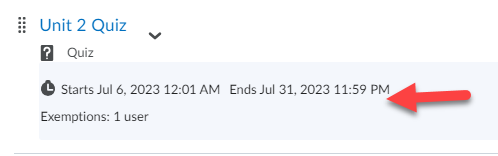 Unit 2 Quiz
Quiz
Starts Jul 6, 2023 12:01 AM Ends Jul 31, 2023 11:59 PM
Exemptions: 1 user